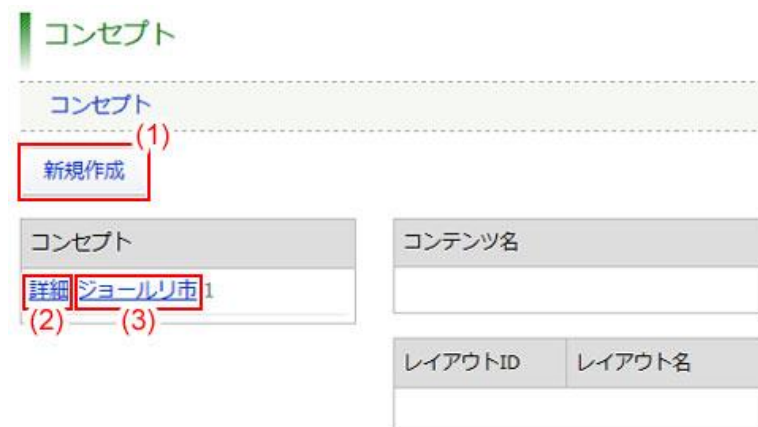 コンセプト
コンセプト
(1)
新規作成
コンセプト
詳細 ジョールリ市 1
(2) (3)
コンテンツ名
レイアウトID レイアウト名